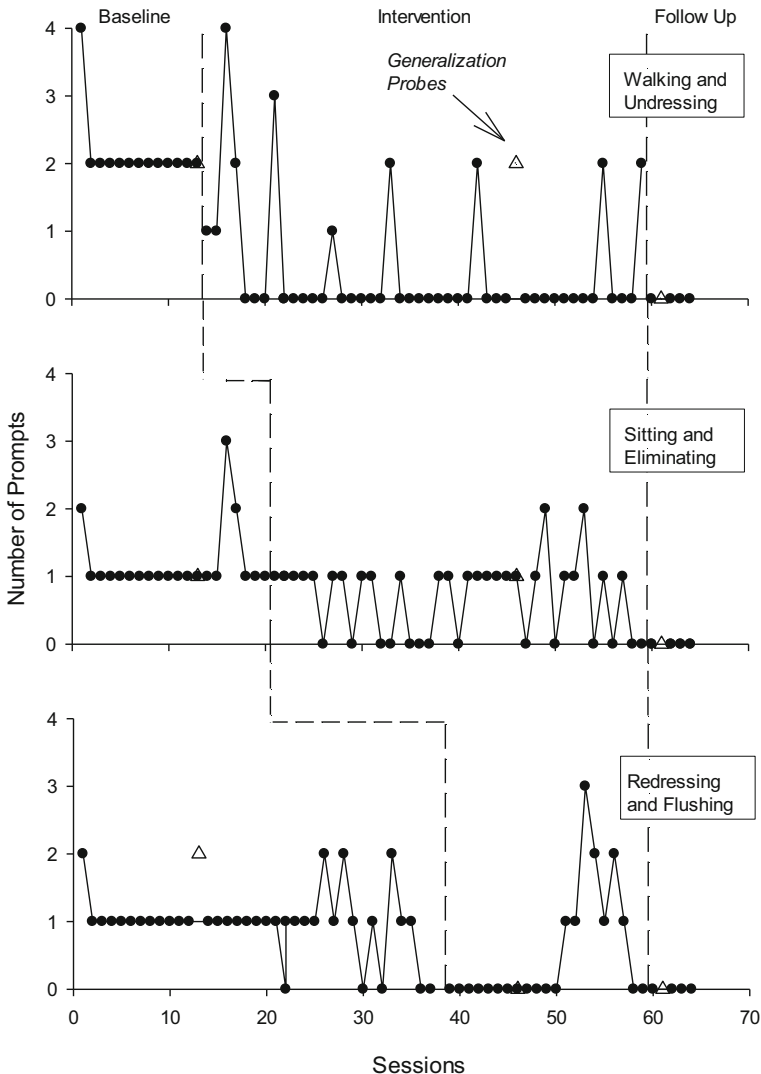 Baseline Intervention Follow Up
Generalization
Probes
Walking and
Undressing
4
3
2
1
0
Number of Prompts
Sitting and
Eliminating
4
3
2
1
0
Redressing
and Flushing
4
3
2
1
0
0 10 20 30 40 50 60 70
Sessions